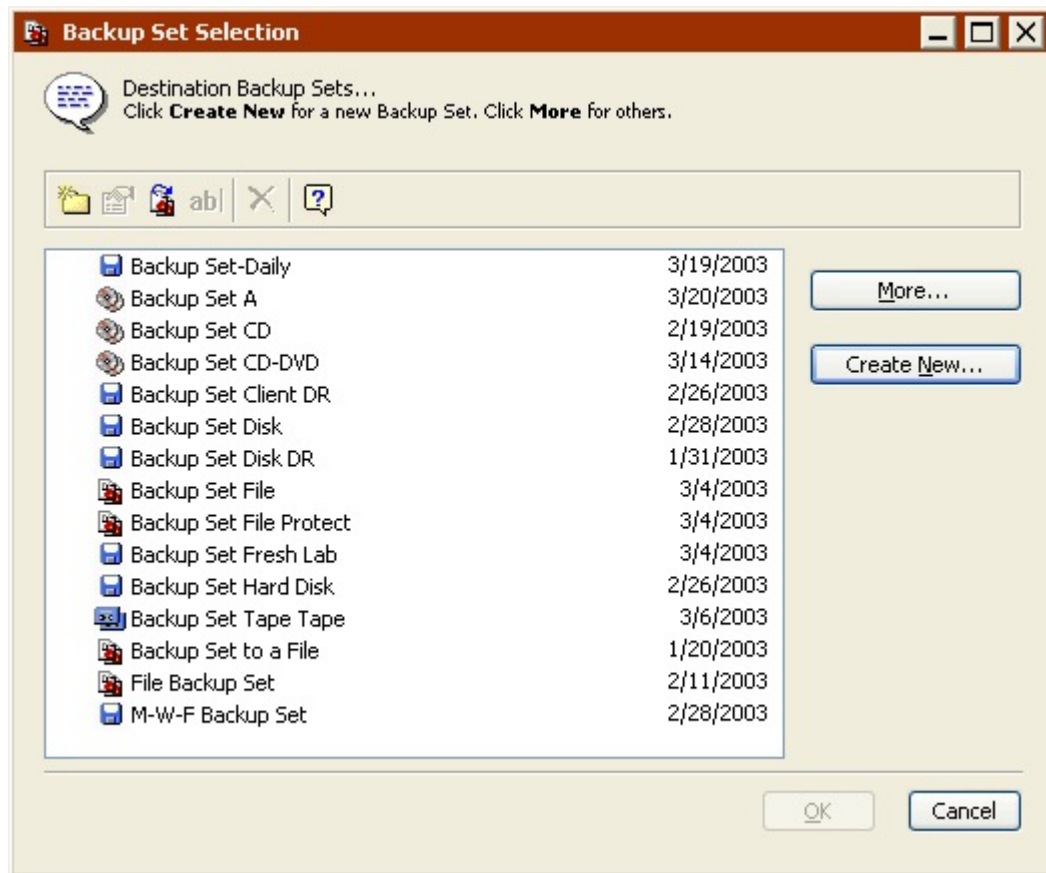 Backup Set Selection
Destination Backup Sets...
Click Create New for a new Backup Set. Click More for others.
ab|
Backup Set-Daily 3/19/2003
Backup Set A 3/20/2003
Backup Set CD 2/19/2003
Backup Set CD-DVD 3/14/2003
Backup Set Client DR 2/26/2003
Backup Set Disk 2/28/2003
Backup Set Disk DR 1/31/2003
Backup Set File 3/4/2003
Backup Set File Protect 3/4/2003
Backup Set Fresh Lab 3/4/2003
Backup Set Hard Disk 2/26/2003
Backup Set Tape Tape 3/6/2003
Backup Set to a File 1/20/2003
File Backup Set 2/11/2003
M-W-F Backup Set 2/28/2003
More...
Create New...
OK
Cancel